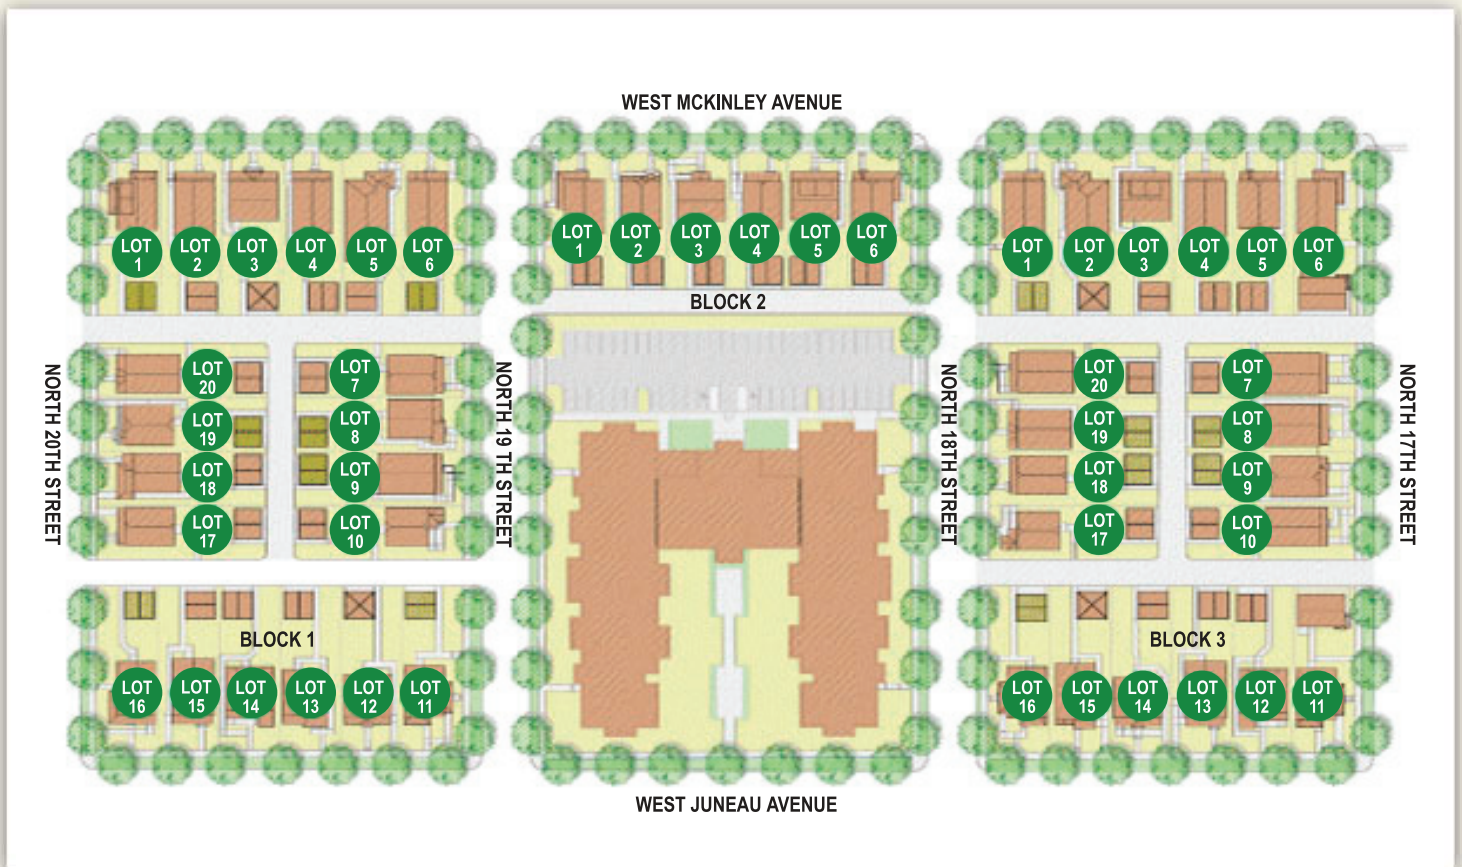 WEST MCKINLEY AVENUE
LOT
1
LOT
2
LOT
3
LOT
4
LOT
5
LOT
6
LOT
1
LOT
2
LOT
3
LOT
4
LOT
5
LOT
6
LOT
1
LOT
2
LOT
3
LOT
4
LOT
5
LOT
6
BLOCK 2
NORTH 20TH STREET
LOT
20
LOT
7
LOT
19
LOT
8
LOT
18
LOT
9
LOT
17
LOT
10
NORTH 19 TH STREET
NORTH 18TH STREET
LOT
20
LOT
7
LOT
19
LOT
8
LOT
18
LOT
9
LOT
17
LOT
10
NORTH 17TH STREET
BLOCK 1
LOT
16
LOT
15
LOT
14
LOT
13
LOT
12
LOT
11
BLOCK 3
LOT
16
LOT
15
LOT
14
LOT
13
LOT
12
LOT
11
WEST JUNEAU AVENUE